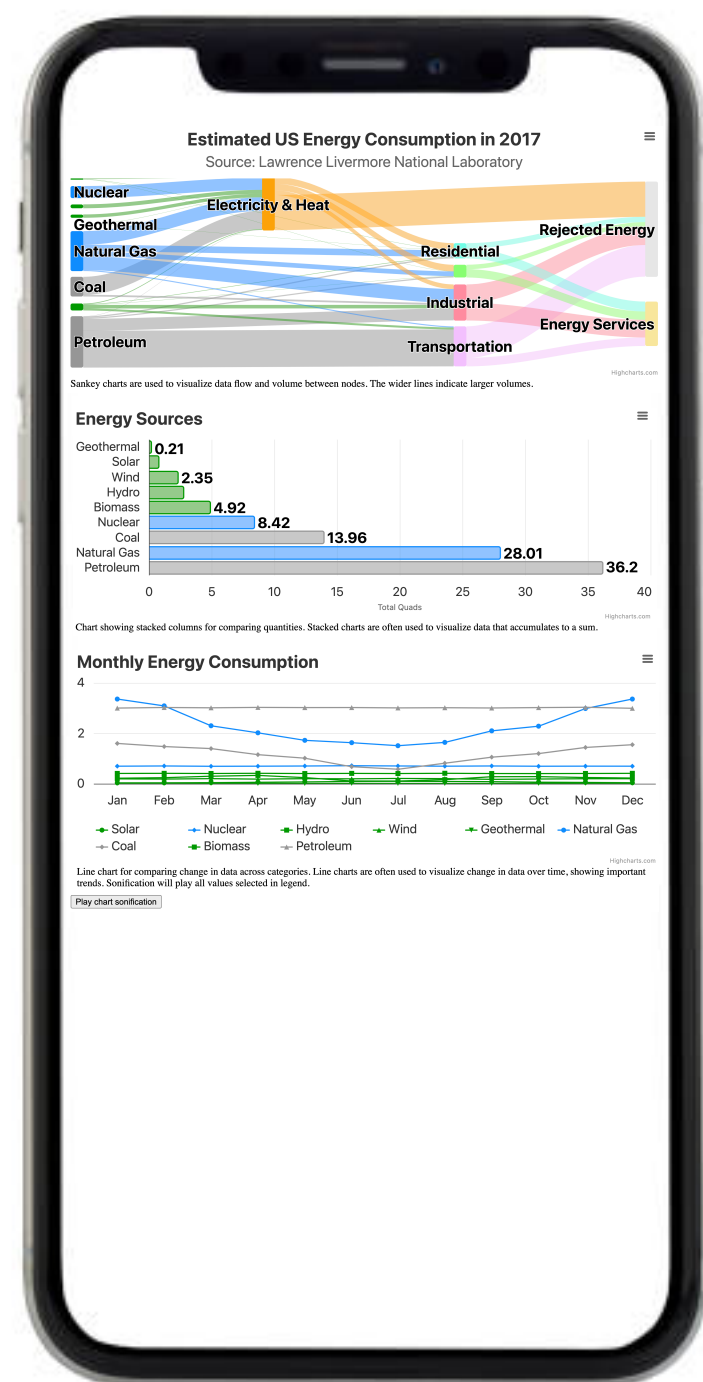 Estimated US Energy Consumption in 2017
Source: Lawrence Livermore National Laboratory
Nuclear
Electricity & Heat
Geothermal
Rejected Energy
Natural Gas
Residential
Coal
Industrial
Energy Services
Petroleum
Transportation
Highcharts.com
Sankey charts are used to visualize data flow and volume between nodes. The wider lines indicate larger volumes.
Energy Sources
Geothermal 0.21
Solar
Wind 2.35
Hydro
Biomass 4.92
Nuclear 8.42
Coal 13.96
Natural Gas 28.01
Petroleum 36.2
0 5 10 15 20 25 30 35 40
Total Quads
Highcharts.com
Chart showing stacked columns for comparing quantities. Stacked charts are often used to visualize data that accumulates to a sum.
Monthly Energy Consumption
4
2
0
Jan Feb Mar Apr May Jun Jul Aug Sep Oct Nov Dec
Solar Nuclear Hydro Wind Geothermal Natural Gas
Coal Biomass Petroleum
Highcharts.com
Line chart for comparing change in data across categories. Line charts are often used to visualize change in data over time, showing important
trends. Sonification will play all values selected in legend.
Play chart sonification